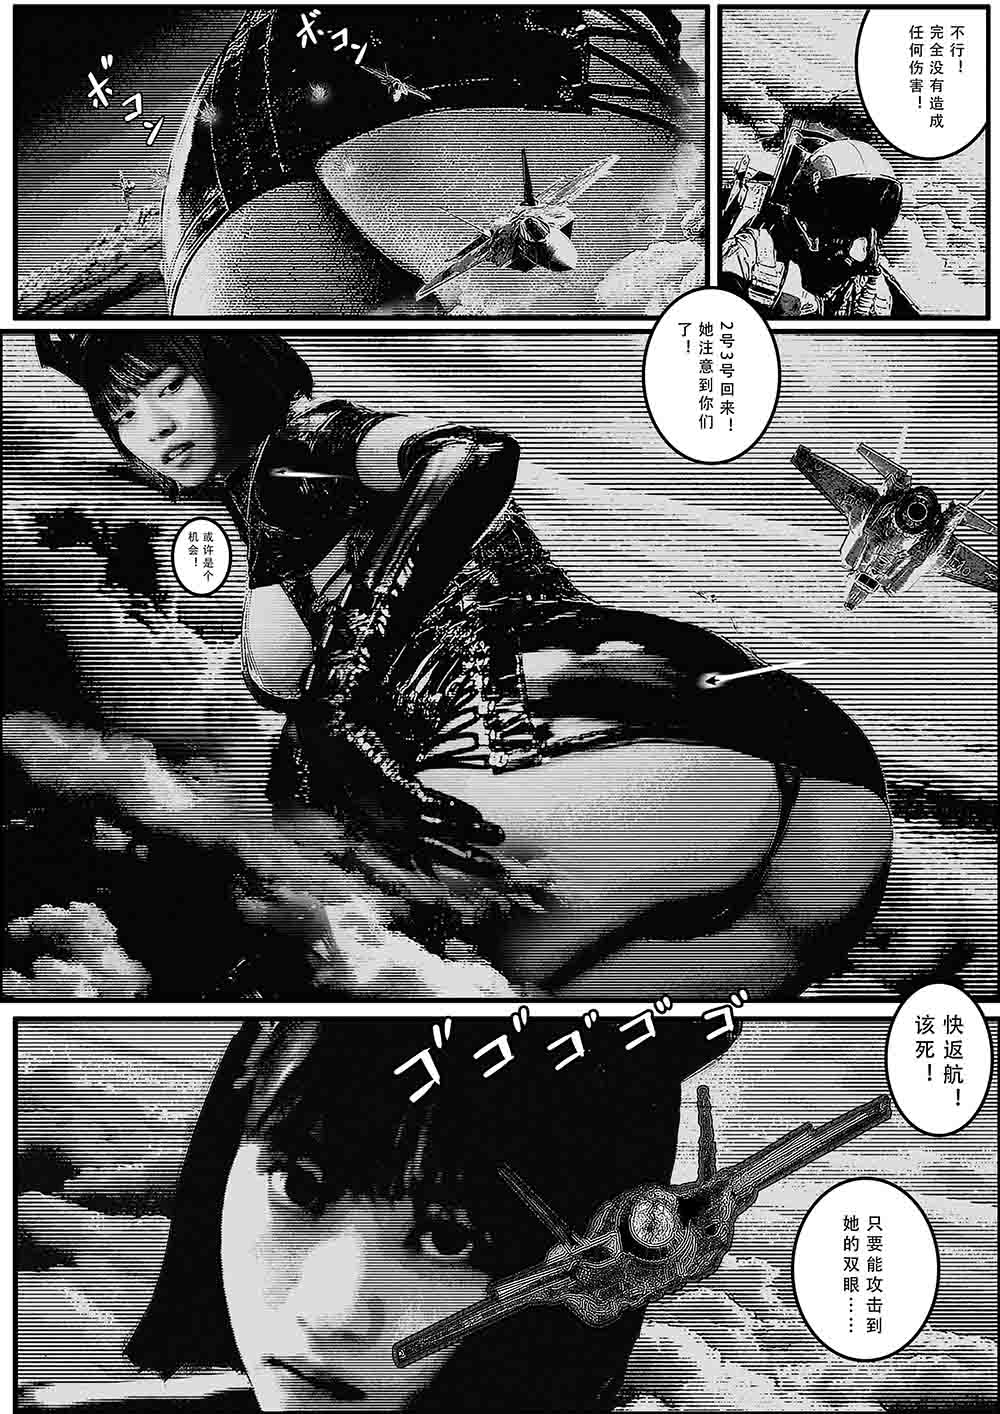 ボコン
ボコン
不行！
完全没有造成
任何伤害！
2号3号回来！
她注意到你们
了！
或许是个
机会！
ゴゴゴゴゴ
快返航！
该死！
只要能攻击到
她的双眼……